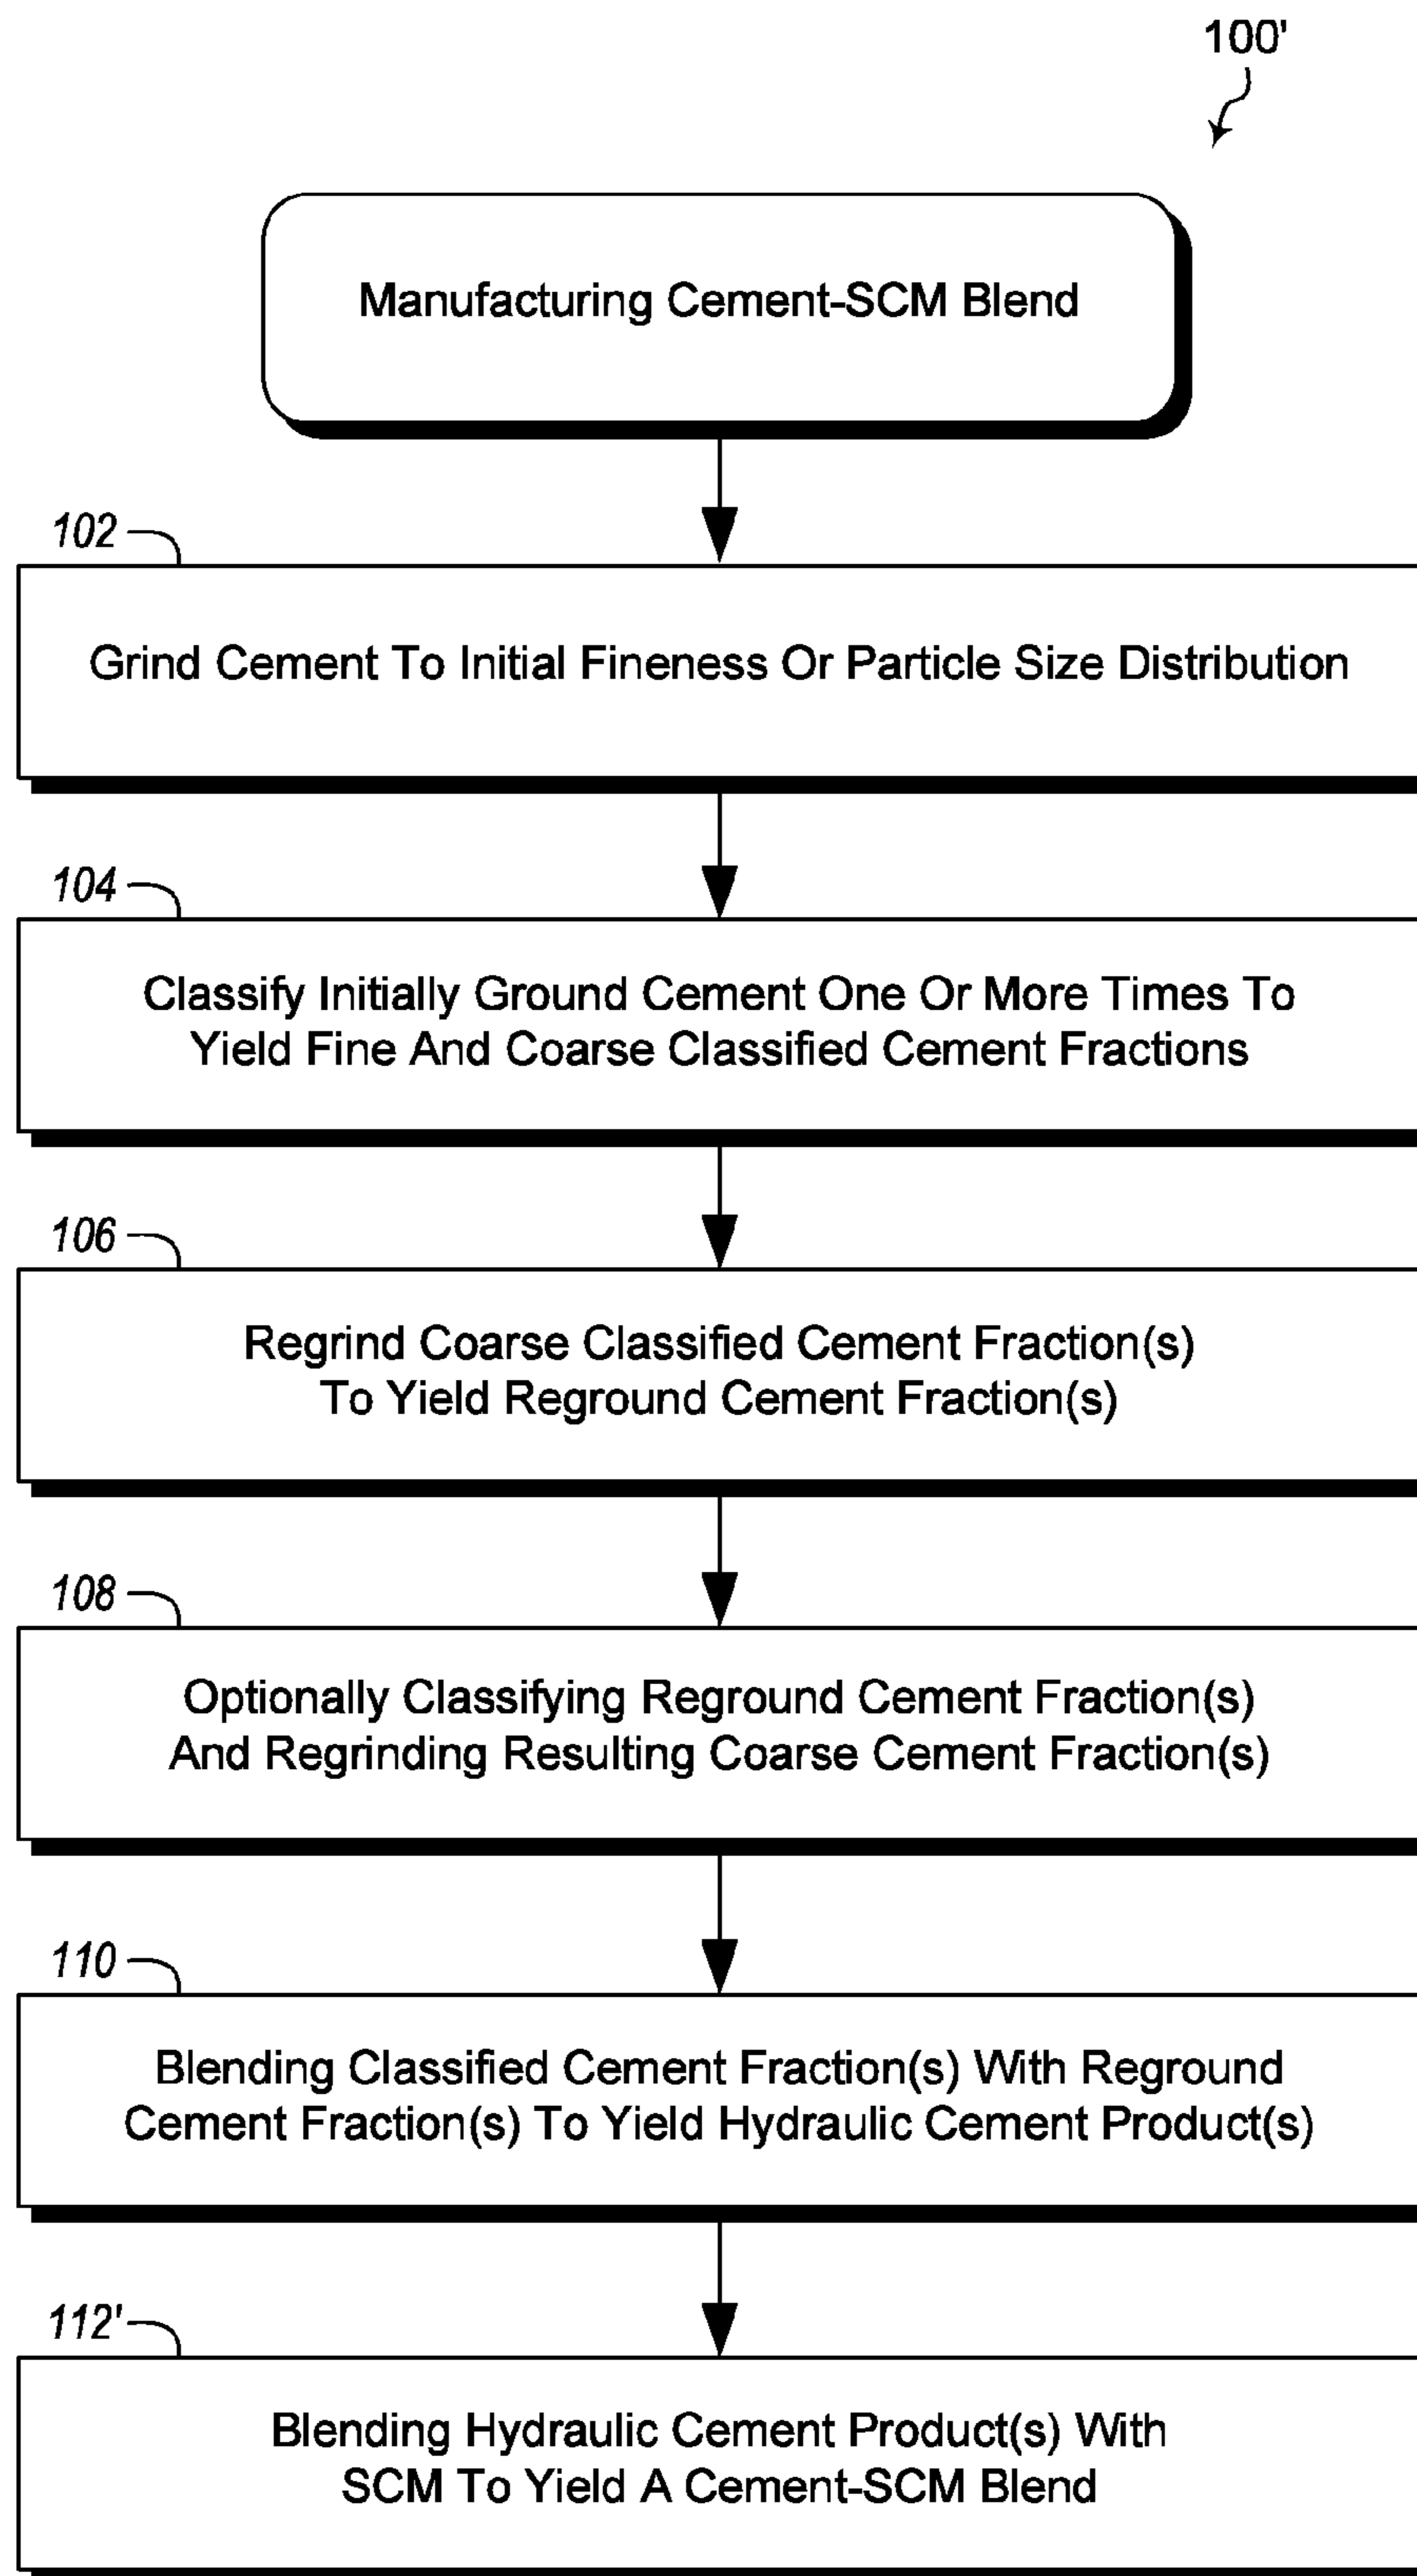 100'
Manufacturing Cement-SCM Blend
102
Grind Cement To Initial Fineness Or Particle Size Distribution
104
Classify Initially Ground Cement One Or More Times To
Yield Fine And Coarse Classified Cement Fractions
106
Regrind Coarse Classified Cement Fraction(s)
To Yield Reground Cement Fraction(s)
108
Optionally Classifying Reground Cement Fraction(s)
And Regrinding Resulting Coarse Cement Fraction(s)
110
Blending Classified Cement Fraction(s) With Reground
Cement Fraction(s) To Yield Hydraulic Cement Product(s)
112'
Blending Hydraulic Cement Product(s) With
SCM To Yield A Cement-SCM Blend